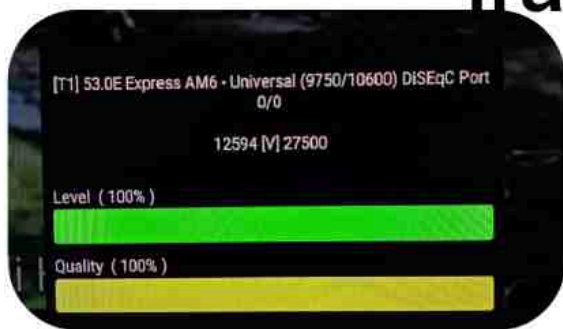 [T1] 53.0E Express AM6 - Universal (9750/10600) DiSEqC Port
0/0
12594 [V] 27500
Level ( 100% )
Quality ( 100% )